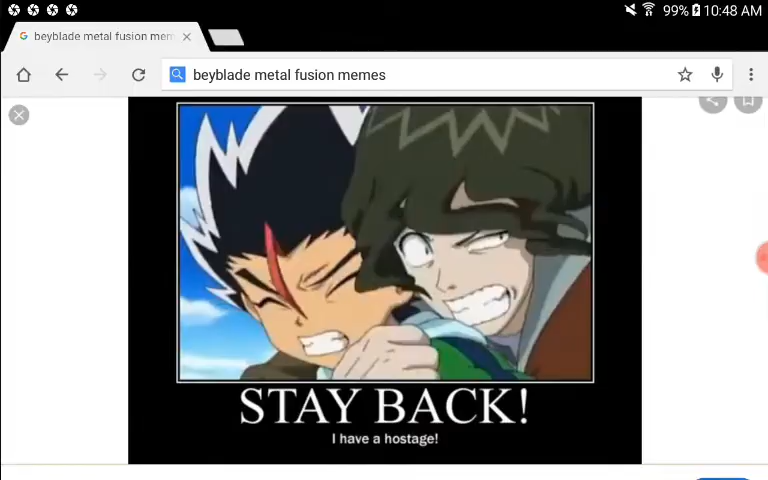 99% 10:48 AM
beyblade metal fusion mem
beyblade metal fusion memes
STAY BACK!
I have a hostage!